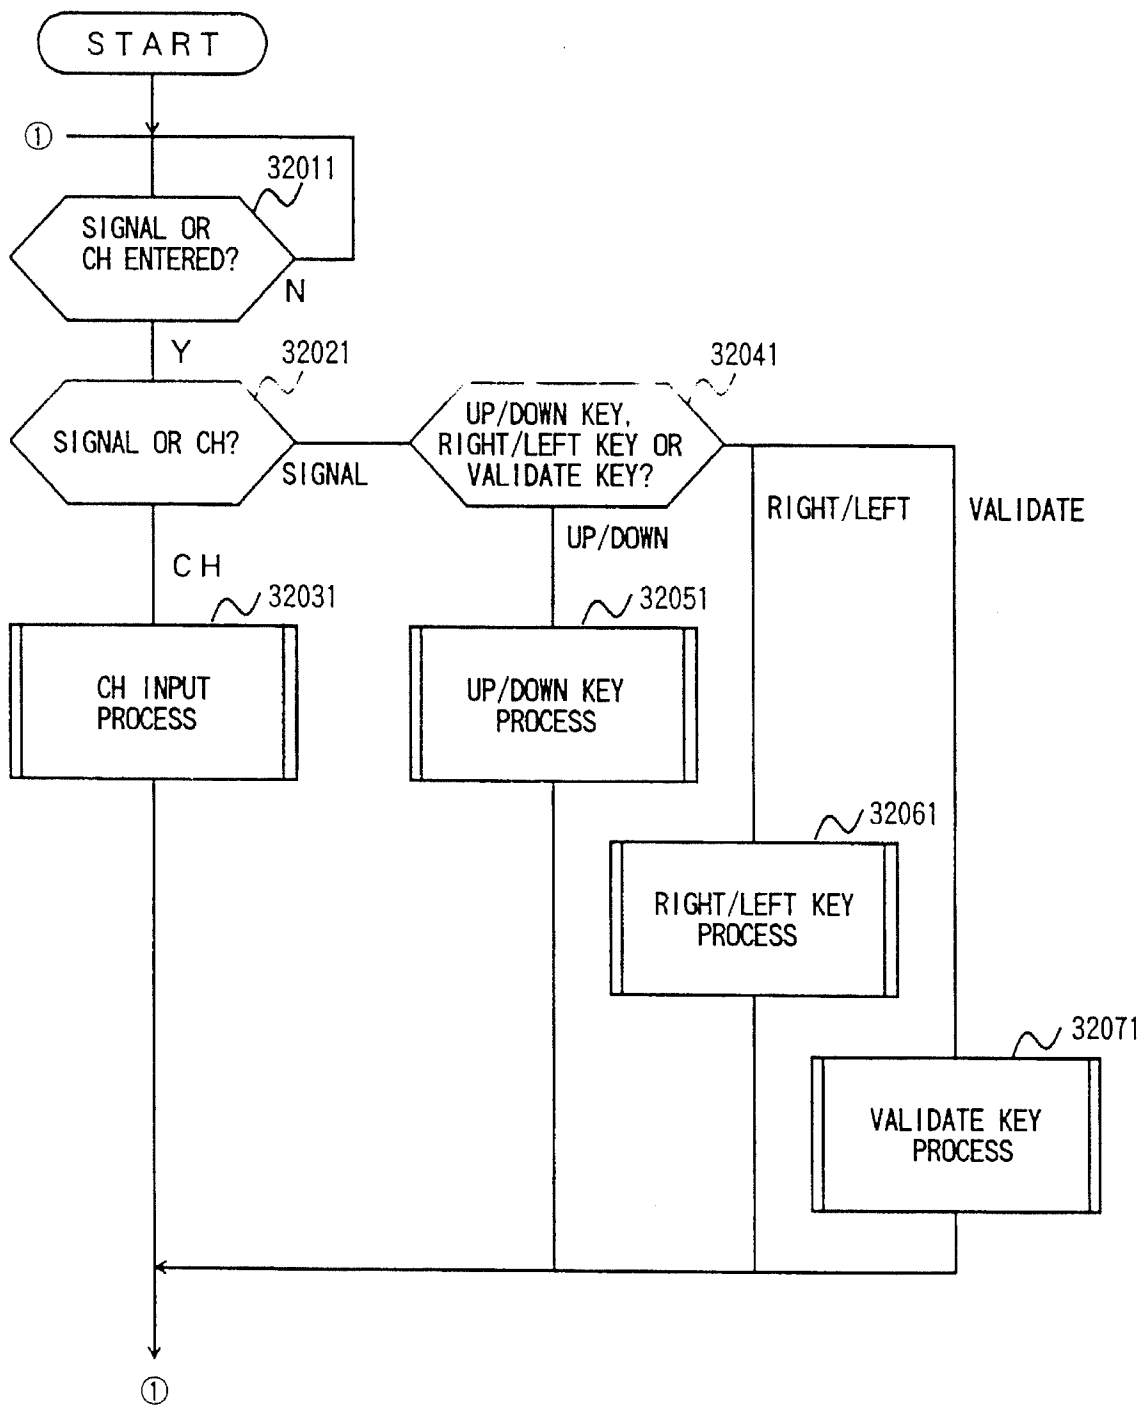 START
①
32011
SIGNAL OR
CH ENTERED?
N
Y
32021
32041
SIGNAL OR CH?
SIGNAL
UP/DOWN KEY,
RIGHT/LEFT KEY OR
VALIDATE KEY?
RIGHT/LEFT
VALIDATE
UP/DOWN
CH
32031
32051
CH INPUT
PROCESS
UP/DOWN KEY
PROCESS
32061
RIGHT/LEFT KEY
PROCESS
32071
VALIDATE KEY
PROCESS
①